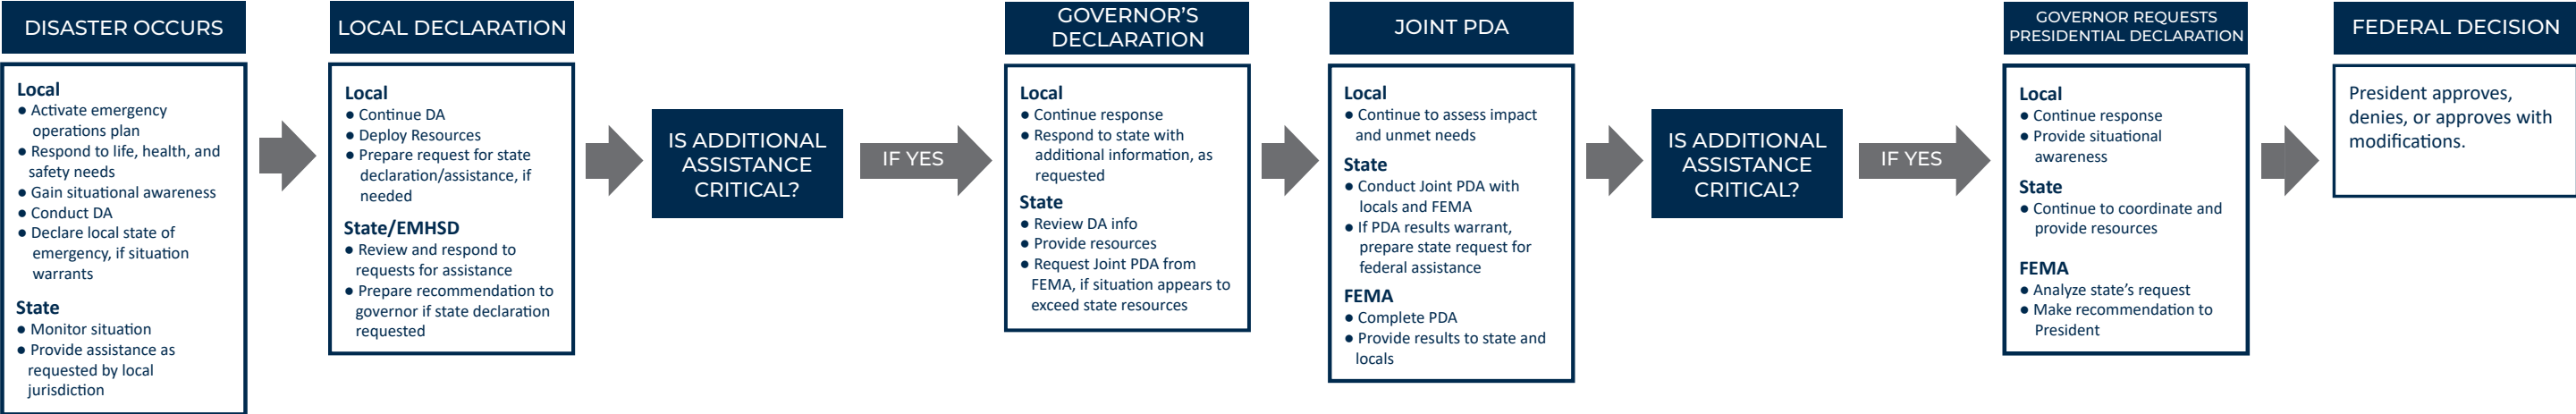 DISASTER OCCURS
Local
● Activate emergency
operations plan
● Respond to life, health, and
safety needs
● Gain situational awareness
● Conduct DA
● Declare local state of
emergency, if situation
warrants
State
● Monitor situation
● Provide assistance as
requested by local
jurisdiction
LOCAL DECLARATION
Local
● Continue DA
● Deploy Resources
● Prepare request for state
declaration/assistance, if
needed
State/EMHSD
● Review and respond to
requests for assistance
● Prepare recommendation to
governor if state declaration
requested
IS ADDITIONAL
ASSISTANCE
CRITICAL?
IF YES
GOVERNOR'S
DECLARATION
Local
● Continue response
● Respond to state with
additional information, as
requested
State
● Review DA info
● Provide resources
● Request Joint PDA from
FEMA, if situation appears to
exceed state resources
JOINT PDA
Local
● Continue to assess impact
and unmet needs
State
● Conduct Joint PDA with
locals and FEMA
● If PDA results warrant,
prepare state request for
federal assistance
FEMA
● Complete PDA
● Provide results to state and
locals
IS ADDITIONAL
ASSISTANCE
CRITICAL?
IF YES
GOVERNOR REQUESTS
PRESIDENTIAL DECLARATION
Local
● Continue response
● Provide situational
awareness
State
● Continue to coordinate and
provide resources
FEMA
● Analyze state's request
● Make recommendation to
President
FEDERAL DECISION
President approves,
denies, or approves with
modifications.